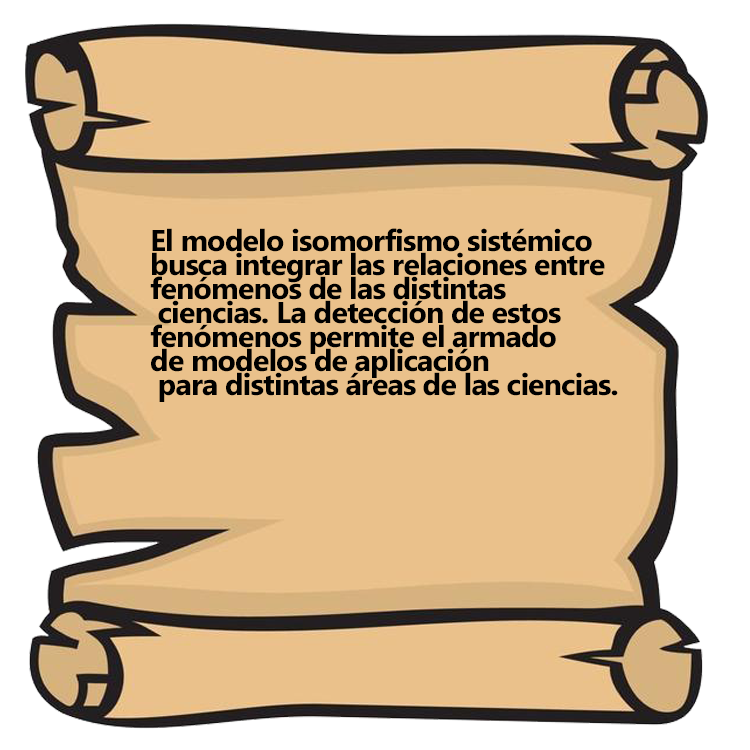 El modelo isomorfismo sistémico
busca integrar las relaciones entre
fenómenos de las distintas
ciencias. La detección de estos
fenómenos permite el armado
de modelos de aplicación
para distintas áreas de las ciencias.